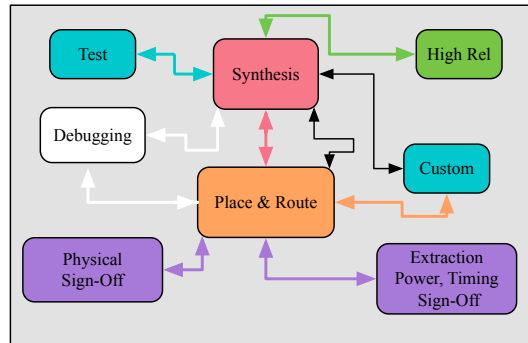 Test
High Rel
Synthesis
Debugging
Custom
Place & Route
Physical
Sign-Off
Extraction
Power, Timing
Sign-Off